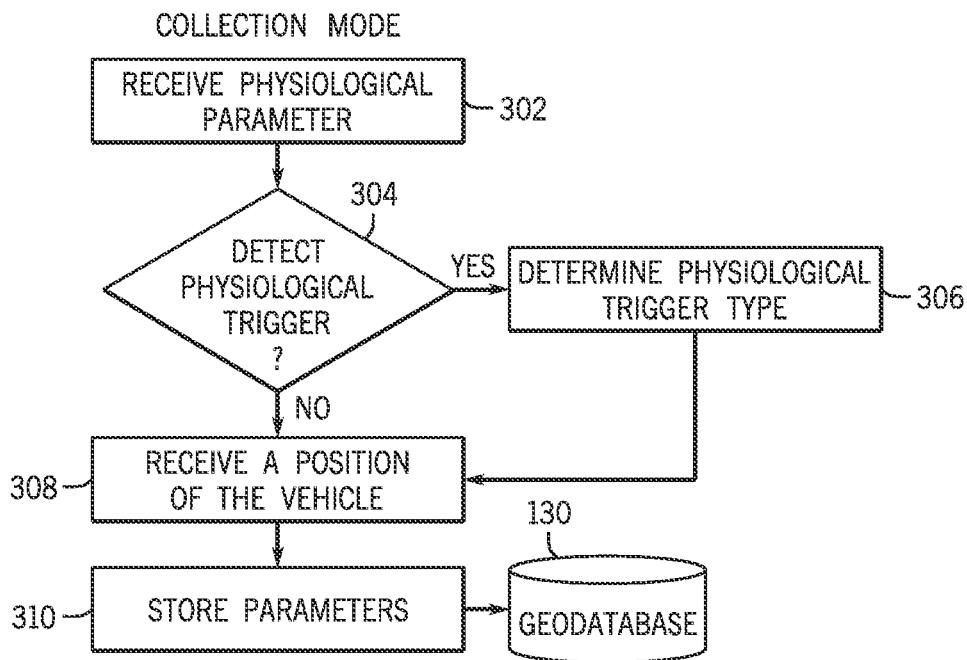 COLLECTION MODE
RECEIVE PHYSIOLOGICAL
PARAMETER
302
304
DETECT
PHYSIOLOGICAL
TRIGGER
?
YES
DETERMINE PHYSIOLOGICAL
TRIGGER TYPE
306
NO
308
RECEIVE A POSITION
OF THE VEHICLE
130
310
STORE PARAMETERS
GEODATABASE